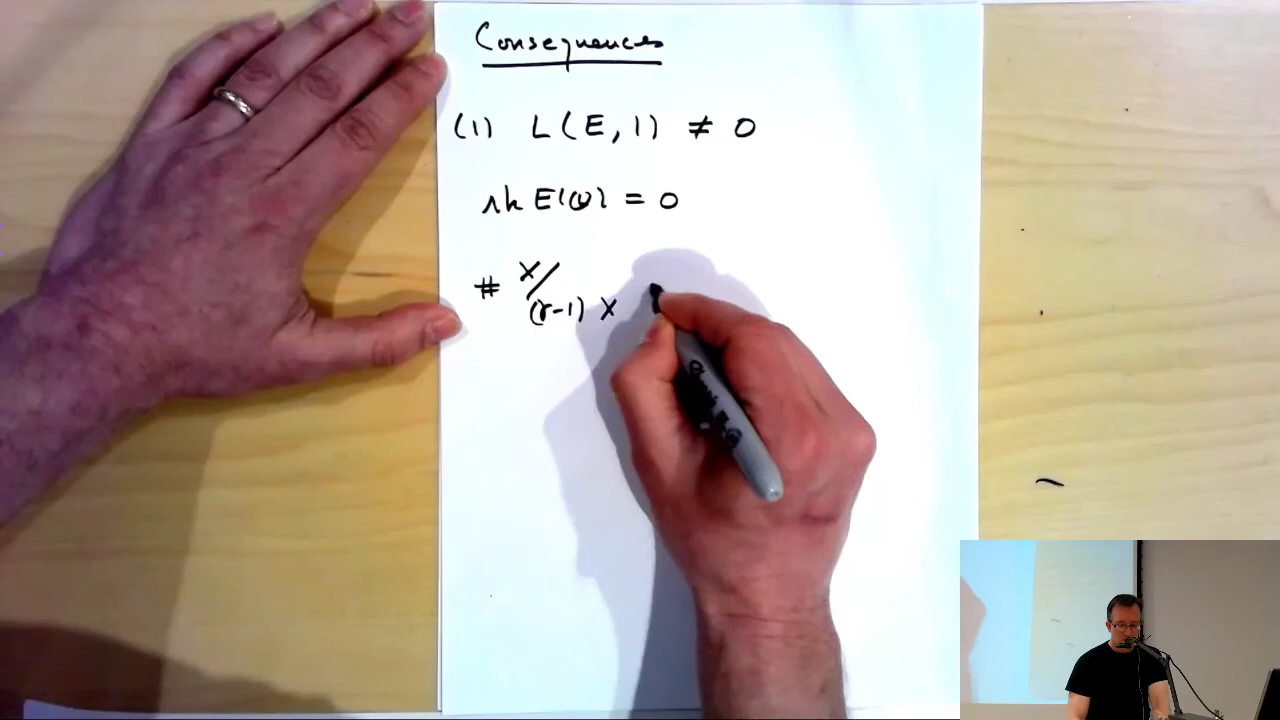 Consequences
(1) L(E, 1) ≠ 0
rk E(Q) = 0
# X/(γ-1) X